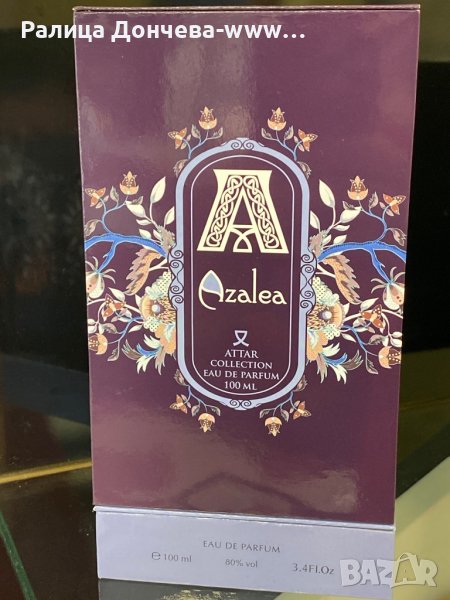 Ралица Дончева-www...
A
Azalea
ATTAR
COLLECTION
EAU DE PARFUM
100 ML
EAU DE PARFUM
℮ 100 ml 80% vol 3.4Fl.Oz
BAZAR